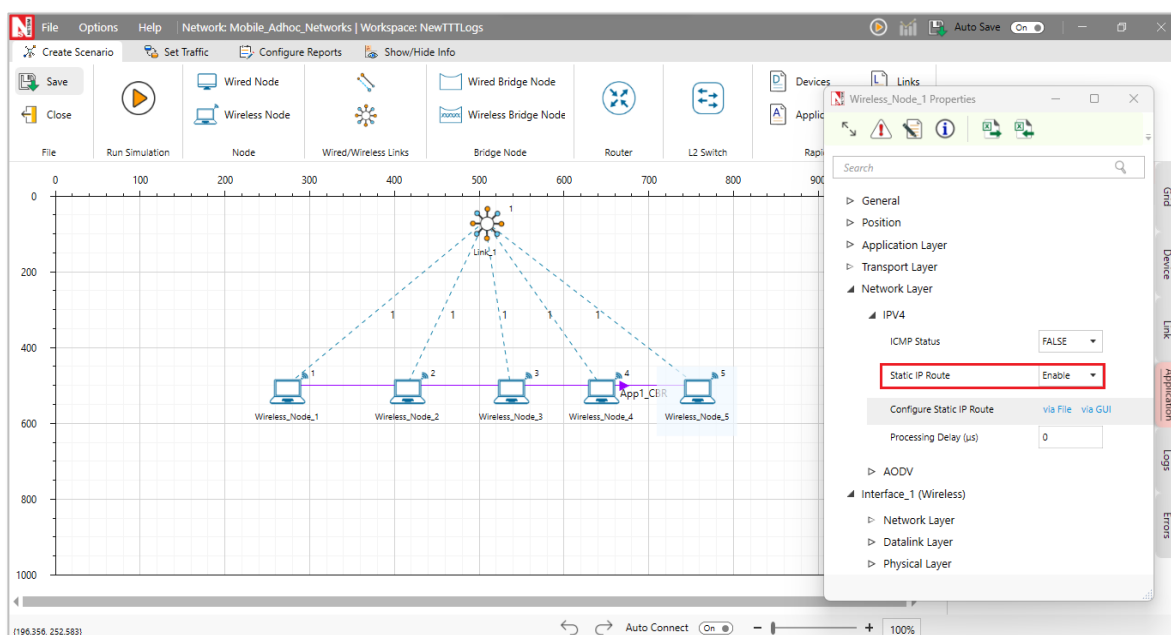 File Options Help Network: Mobile_Adhoc_Networks | Workspace: NewTTTLogs Auto Save On
Create Scenario Set Traffic Configure Reports Show/Hide Info
Save Wired Node Wired Bridge Node Devices Links
Close Wireless Node Wireless Bridge Node Applic
File Run Simulation Node Wired/Wireless Links Bridge Node Router L2 Switch Rapi
0 100 200 300 400 500 600 700 800 900
0
200
400
600
800
1000
1
Link_1
1 1 1 1 1
1 2 3 4 5
App1_CBR
Wireless_Node_1 Wireless_Node_2 Wireless_Node_3 Wireless_Node_4 Wireless_Node_5
Wireless_Node_1 Properties
Search
General
Position
Application Layer
Transport Layer
Network Layer
IPV4
ICMP Status FALSE
Static IP Route Enable
Configure Static IP Route via File via GUI
Processing Delay (µs) 0
AODV
Interface_1 (Wireless)
Network Layer
Datalink Layer
Physical Layer
Grid
Device
Link
Application
Logs
Errors
(196.356, 252.583) Auto Connect On 100%